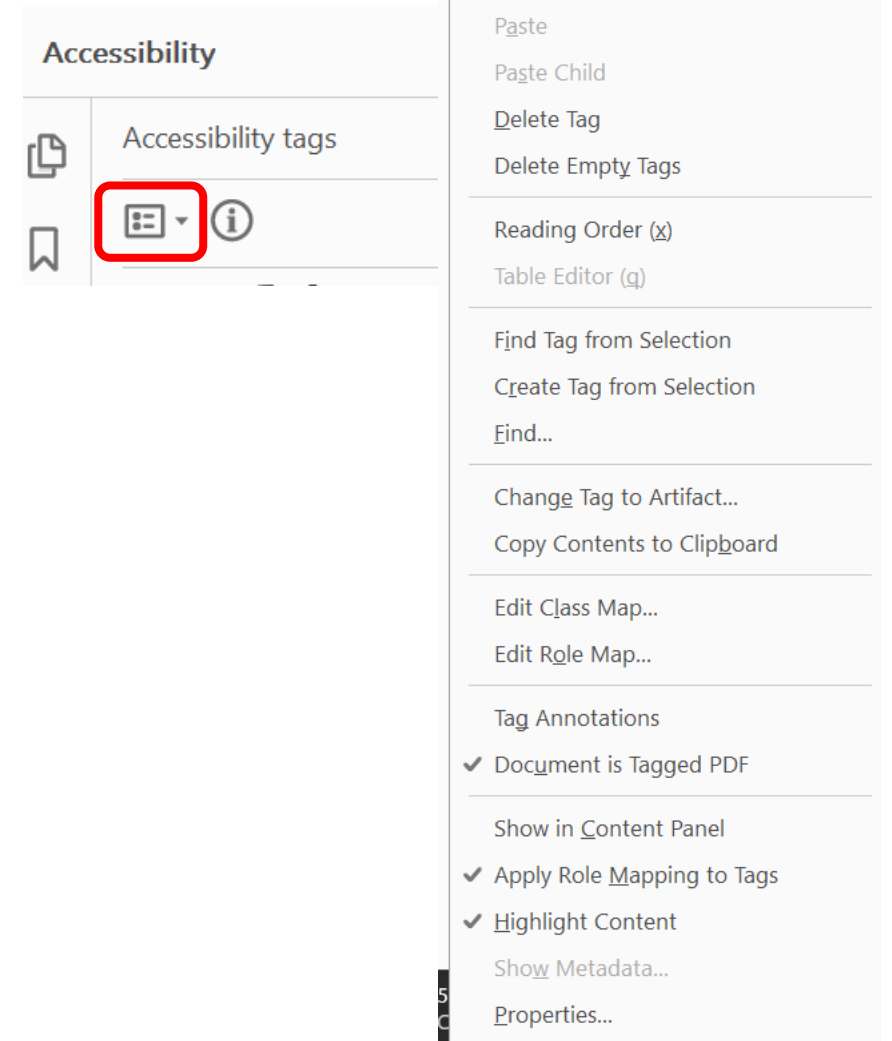 Accessibility
Accessibility tags
Paste
Paste Child
Delete Tag
Delete Empty Tags
Reading Order (x)
Table Editor (q)
Find Tag from Selection
Create Tag from Selection
Find...
Change Tag to Artifact...
Copy Contents to Clipboard
Edit Class Map...
Edit Role Map...
Tag Annotations
Document is Tagged PDF
Show in Content Panel
Apply Role Mapping to Tags
Highlight Content
Show Metadata...
Properties...